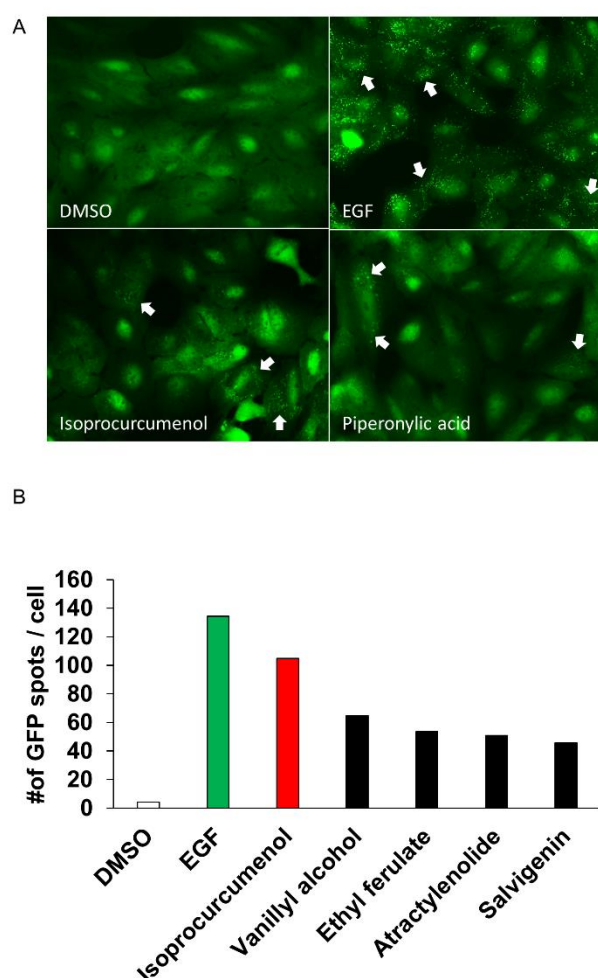 A
DMSO
EGF
Isoprocurcumenol
Piperonylic acid
B
#of GFP spots / cell
160
140
120
100
80
60
40
20
0
DMSO
EGF
Isoprocurcumenol
Vanillyl alcohol
Ethyl ferulate
Atractylenolide
Salvigenin